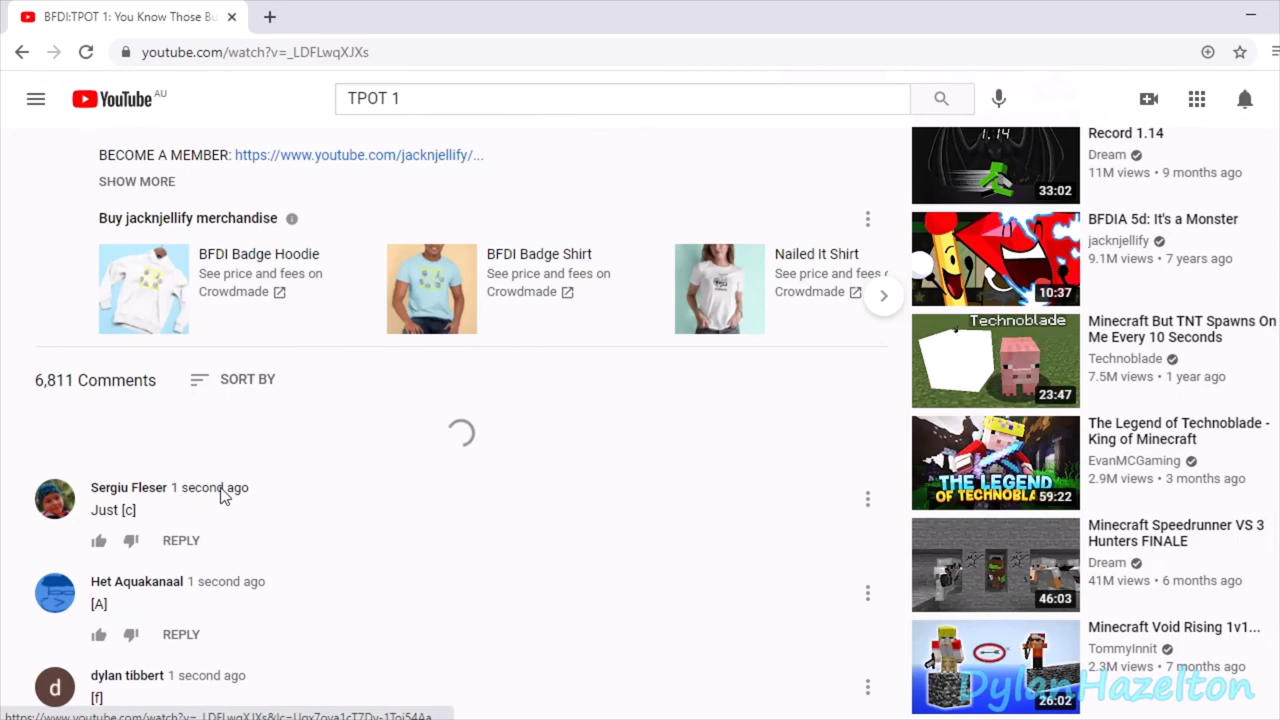 BFDI:TPOT 1: You Know Those Bu
youtube.com/watch?v=_LDFLwqXJXs
YouTube AU
TPOT 1
BECOME A MEMBER: https://www.youtube.com/jacknjellify/...
SHOW MORE
Buy jacknjellify merchandise
BFDI Badge Hoodie
See price and fees on
Crowdmade
BFDI Badge Shirt
See price and fees on
Crowdmade
Nailed It Shirt
See price and fees
Crowdmade
6,811 Comments
SORT BY
Sergiu Fleser 1 second ago
Just [c]
REPLY
Het Aquakanaal 1 second ago
[A]
REPLY
d
dylan tibbert 1 second ago
[f]
1.14
33:02
Record 1.14
Dream
11M views • 9 months ago
10:37
BFDIA 5d: It's a Monster
jacknjellify
9.1M views • 7 years ago
Technoblade
23:47
Minecraft But TNT Spawns On
Me Every 10 Seconds
Technoblade
7.5M views • 1 year ago
THE LEGEND
OF TECHNOBLA
59:22
The Legend of Technoblade -
King of Minecraft
EvanMCGaming
2.9M views • 3 months ago
46:03
Minecraft Speedrunner VS 3
Hunters FINALE
Dream
41M views • 6 months ago
26:02
Minecraft Void Rising 1v1...
TommyInnit
2.3M views • 7 months ago
DylanHazelton